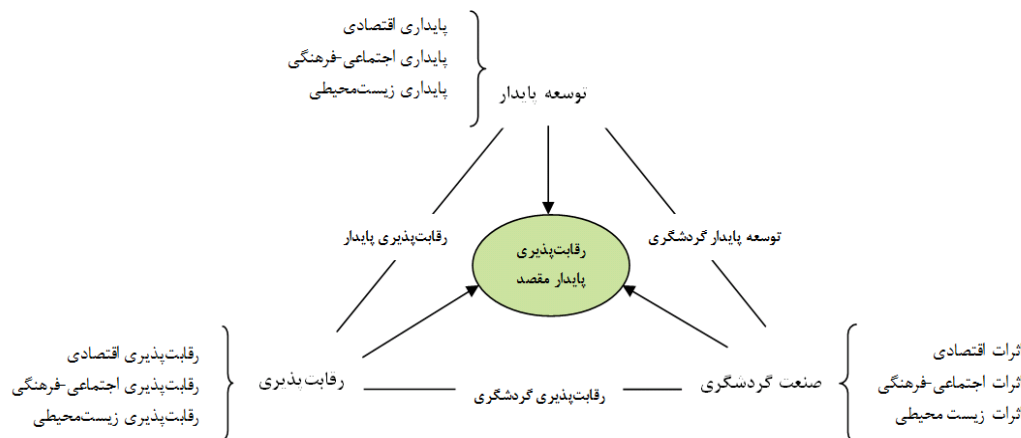 پایداری اقتصادی
پایداری اجتماعی-فرهنگی
پایداری زیست‌محیطی
توسعه پایدار
رقابت‌پذیری پایدار
توسعه پایدار گردشگری
رقابت‌پذیری
پایدار مقصد
ثرات اقتصادی
ثرات اجتماعی-فرهنگی
ثرات زیست محیطی
صنعت گردشگری
رقابت‌پذیری گردشگری
رقابت‌پذیری
رقابت‌پذیری اقتصادی
رقابت‌پذیری اجتماعی-فرهنگی
رقابت‌پذیری زیست‌محیطی